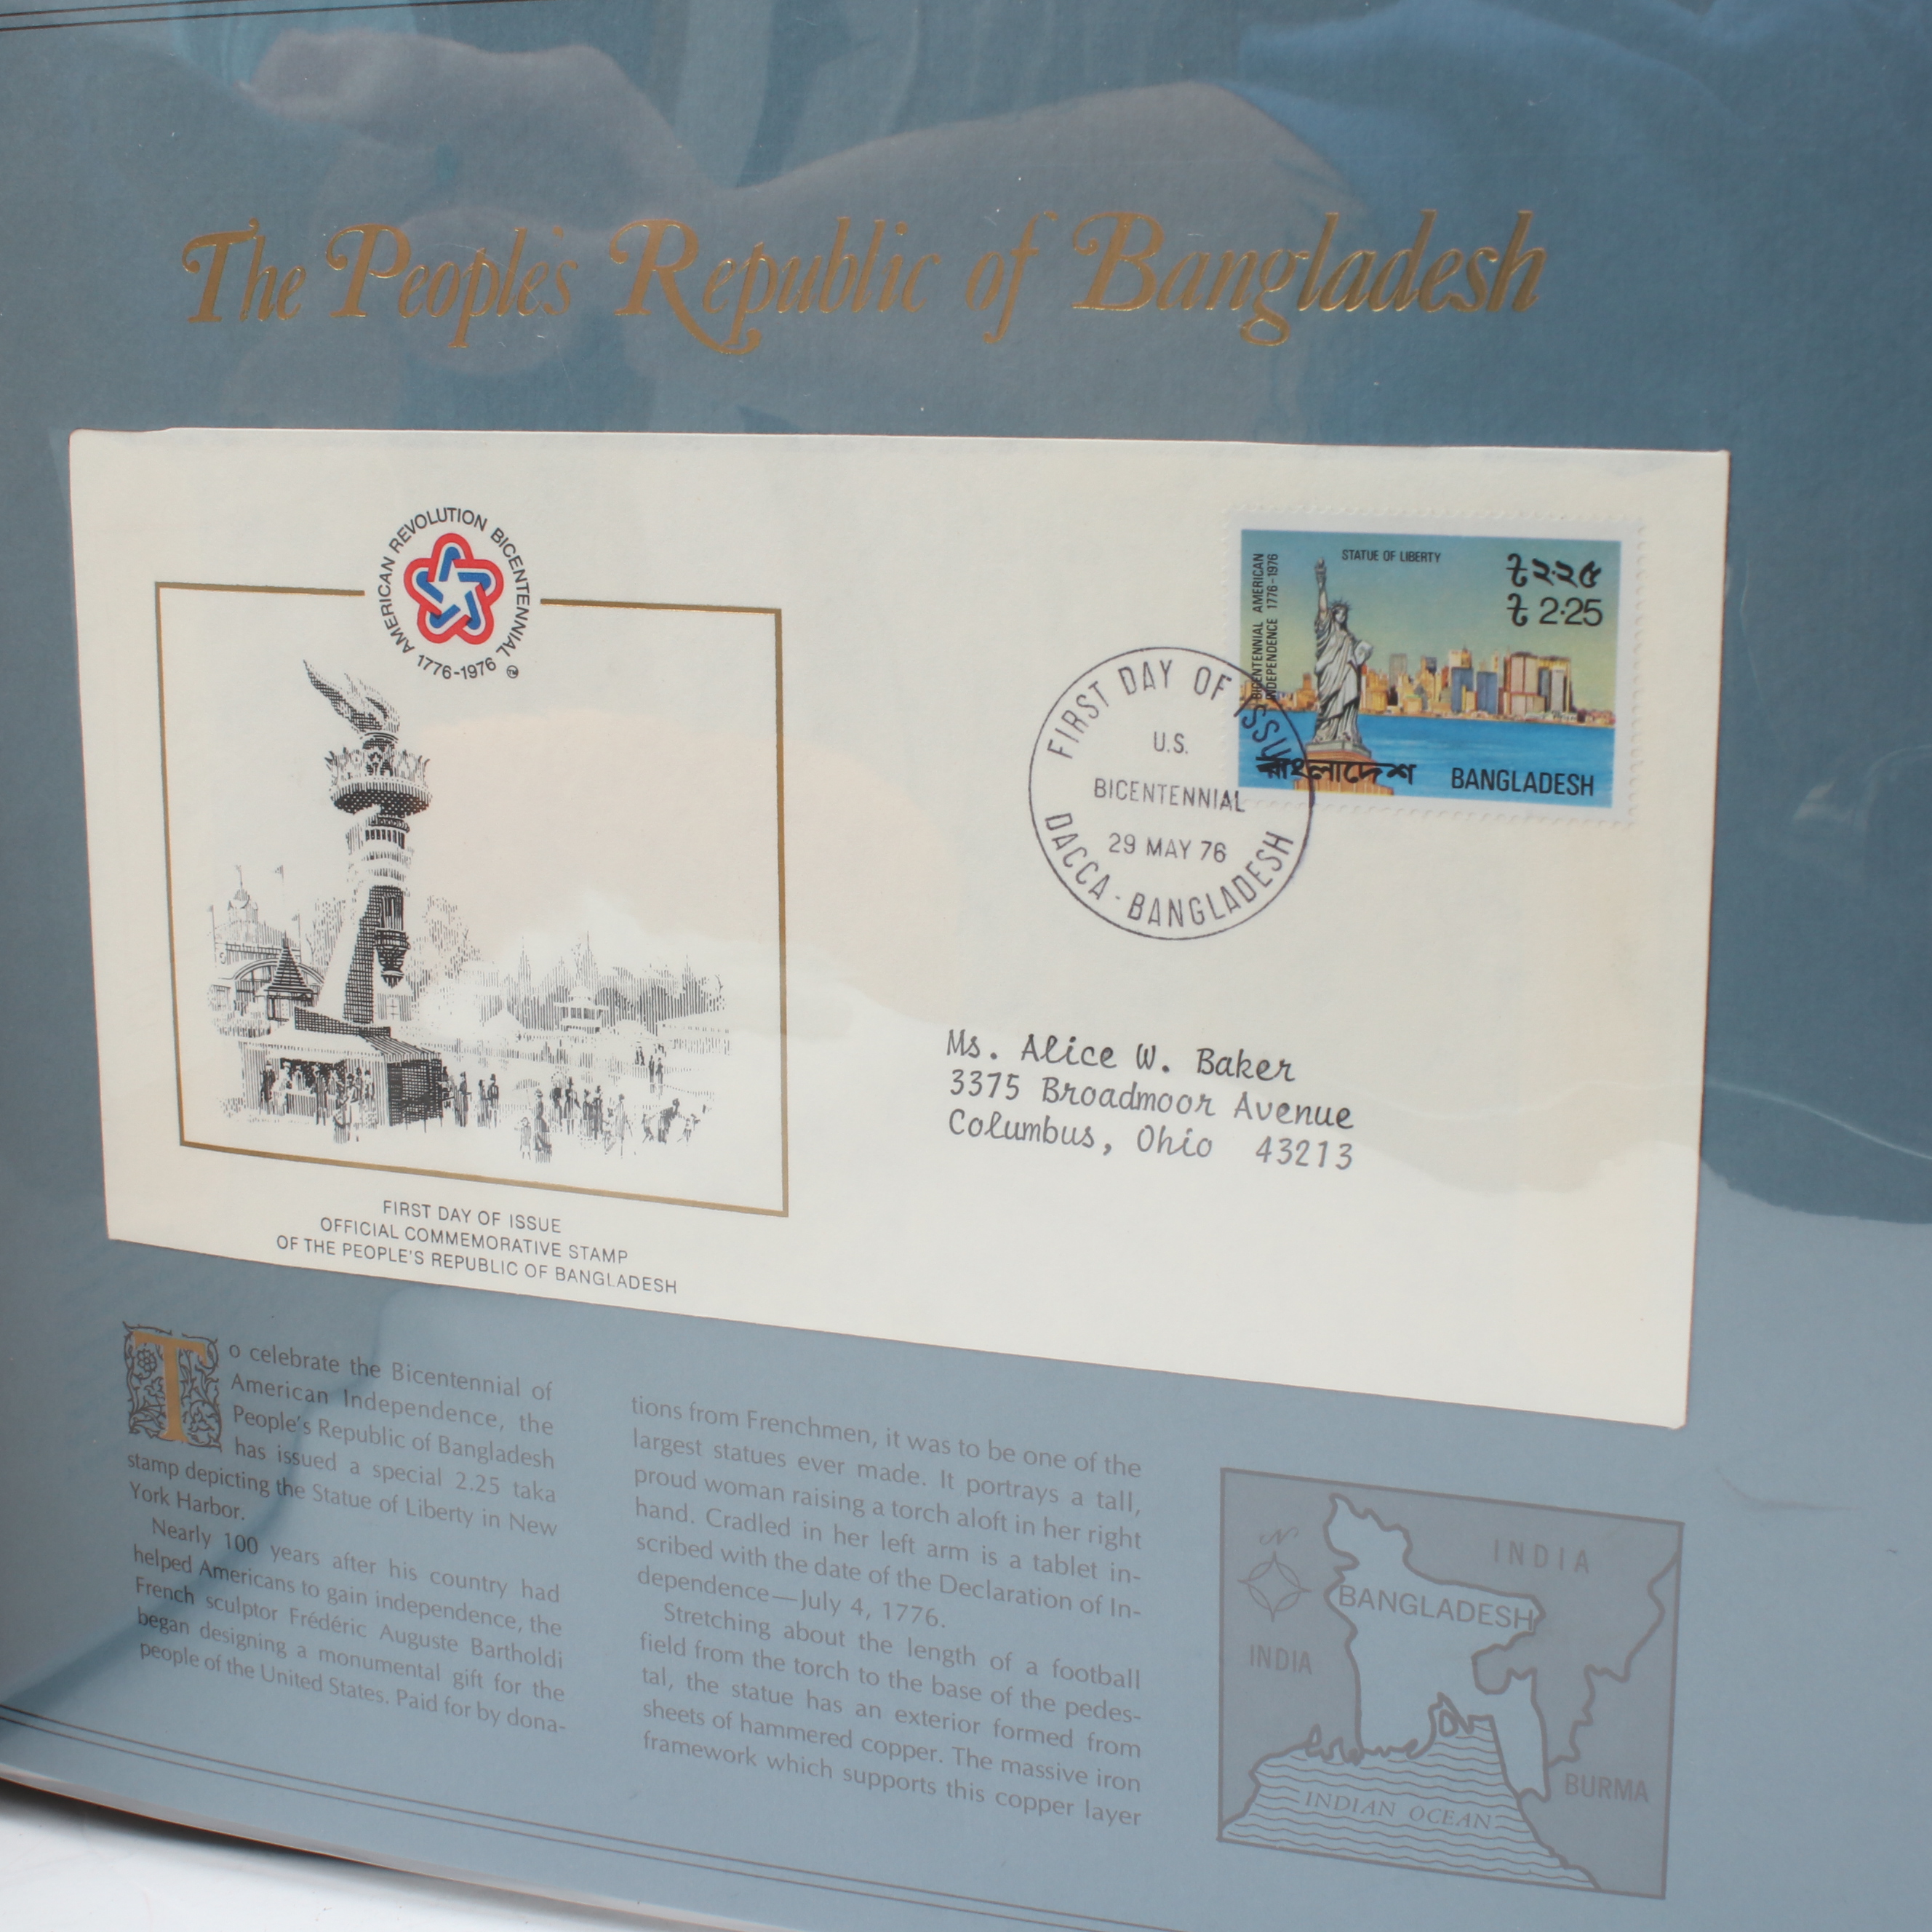 The People's Republic of Bangladesh
AMERICAN REVOLUTION BICENTENNIAL
1776-1976
STATUE OF LIBERTY
BICENTENNIAL AMERICAN
INDEPENDENCE 1776-1976
৳ ২·২৫
৳ 2·25
বাংলাদেশ
BANGLADESH
FIRST DAY OF ISSUE
U.S.
BICENTENNIAL
29 MAY 76
DACCA - BANGLADESH
Ms. Alice W. Baker
3375 Broadmoor Avenue
Columbus, Ohio 43213
FIRST DAY OF ISSUE
OFFICIAL COMMEMORATIVE STAMP
OF THE PEOPLE'S REPUBLIC OF BANGLADESH
To celebrate the Bicentennial of
American Independence, the
People's Republic of Bangladesh
has issued a special 2.25 taka
stamp depicting the Statue of Liberty in New
York Harbor.
Nearly 100 years after his country had
helped Americans to gain independence, the
French sculptor Frédéric Auguste Bartholdi
began designing a monumental gift for the
people of the United States. Paid for by dona-
tions from Frenchmen, it was to be one of the
largest statues ever made. It portrays a tall,
proud woman raising a torch aloft in her right
hand. Cradled in her left arm is a tablet in-
scribed with the date of the Declaration of In-
dependence—July 4, 1776.
Stretching about the length of a football
field from the torch to the base of the pedes-
tal, the statue has an exterior formed from
sheets of hammered copper. The massive iron
framework which supports this copper layer
N
INDIA
BANGLADESH
INDIA
BURMA
INDIAN OCEAN